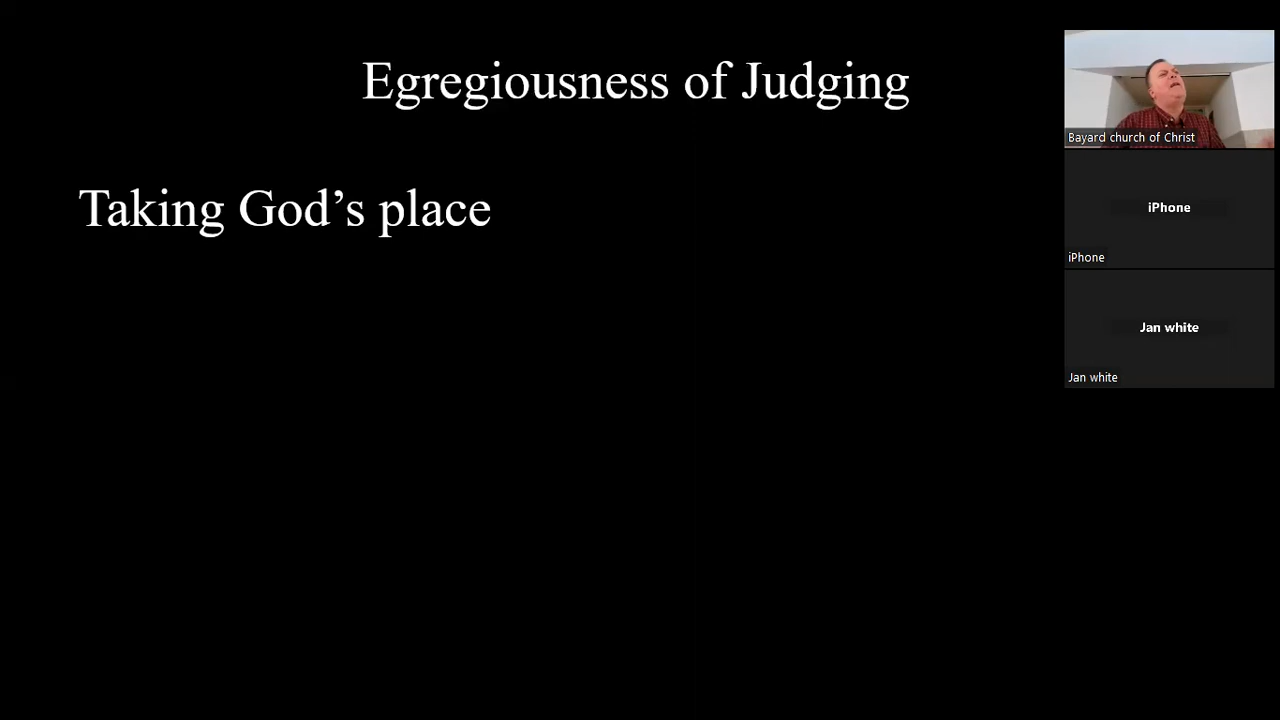 Egregiousness of Judging
Taking God’s place
Bayard church of Christ
iPhone
iPhone
Jan white
Jan white